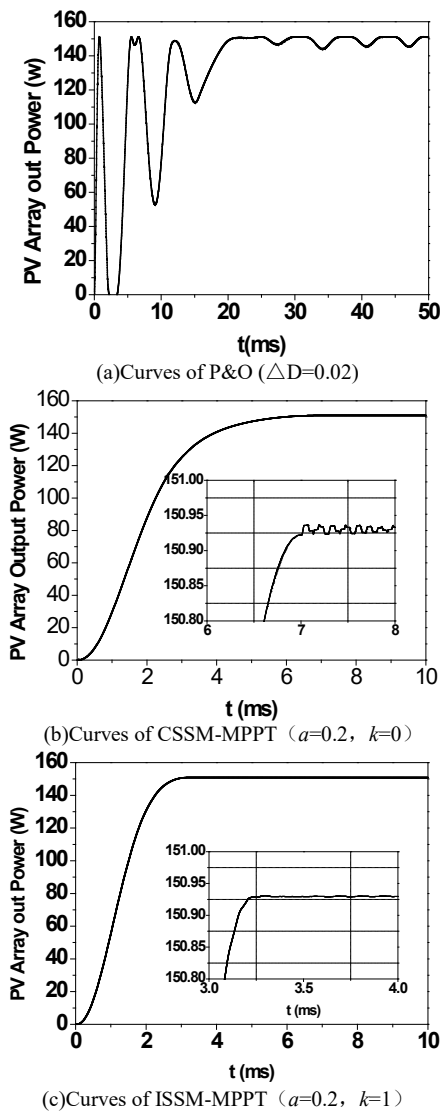 160
140
120
100
80
60
40
20
0
PV Array out Power (w)
0 10 20 30 40 50
t(ms)
(a)Curves of P&O (△D=0.02)
160
140
120
100
80
60
40
20
0
PV Array Output Power (W)
151.00
150.95
150.90
150.85
150.80
6 7 8
0 2 4 6 8 10
t (ms)
(b)Curves of CSSM-MPPT（a=0.2，k=0）
160
140
120
100
80
60
40
20
0
PV Array out Power (W)
151.00
150.95
150.90
150.85
150.80
3.0 3.5 4.0
t (ms)
0 2 4 6 8 10
t (ms)
(c)Curves of ISSM-MPPT（a=0.2，k=1）